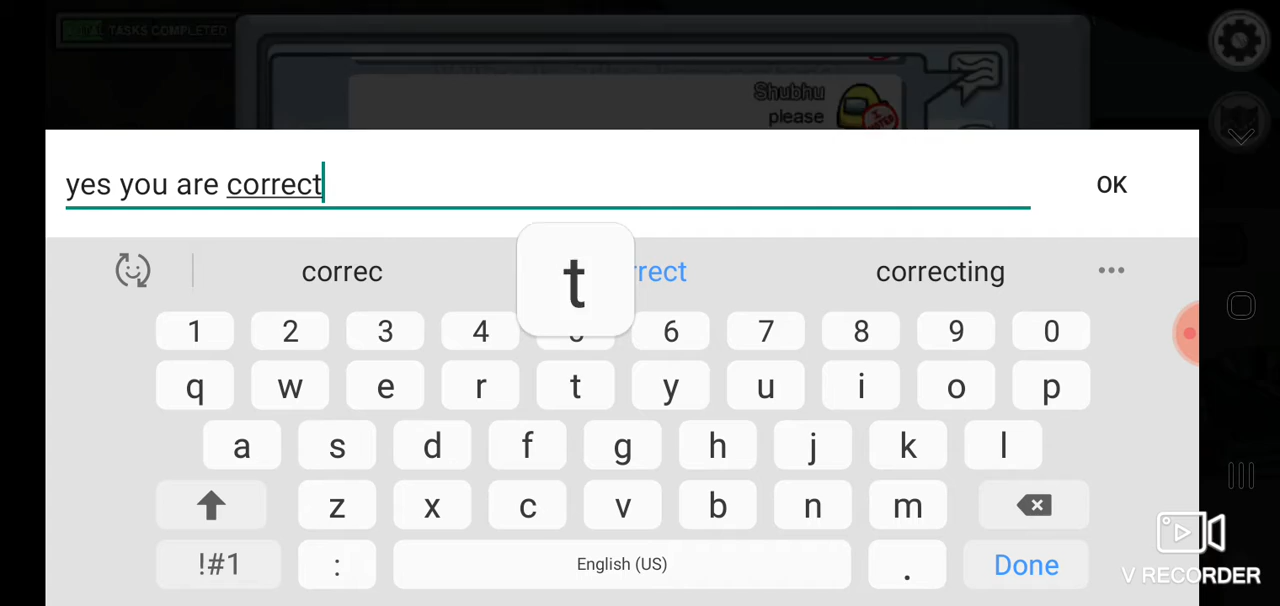 TASKS COMPLETED
Shubhu
please
I VOTED
yes you are correct
OK
correc
t
rrect
correcting
1 2 3 4 6 7 8 9 0
q w e r t y u i o p
a s d f g h j k l
z x c v b n m
!#1 : English (US) . Done
V RECORDER